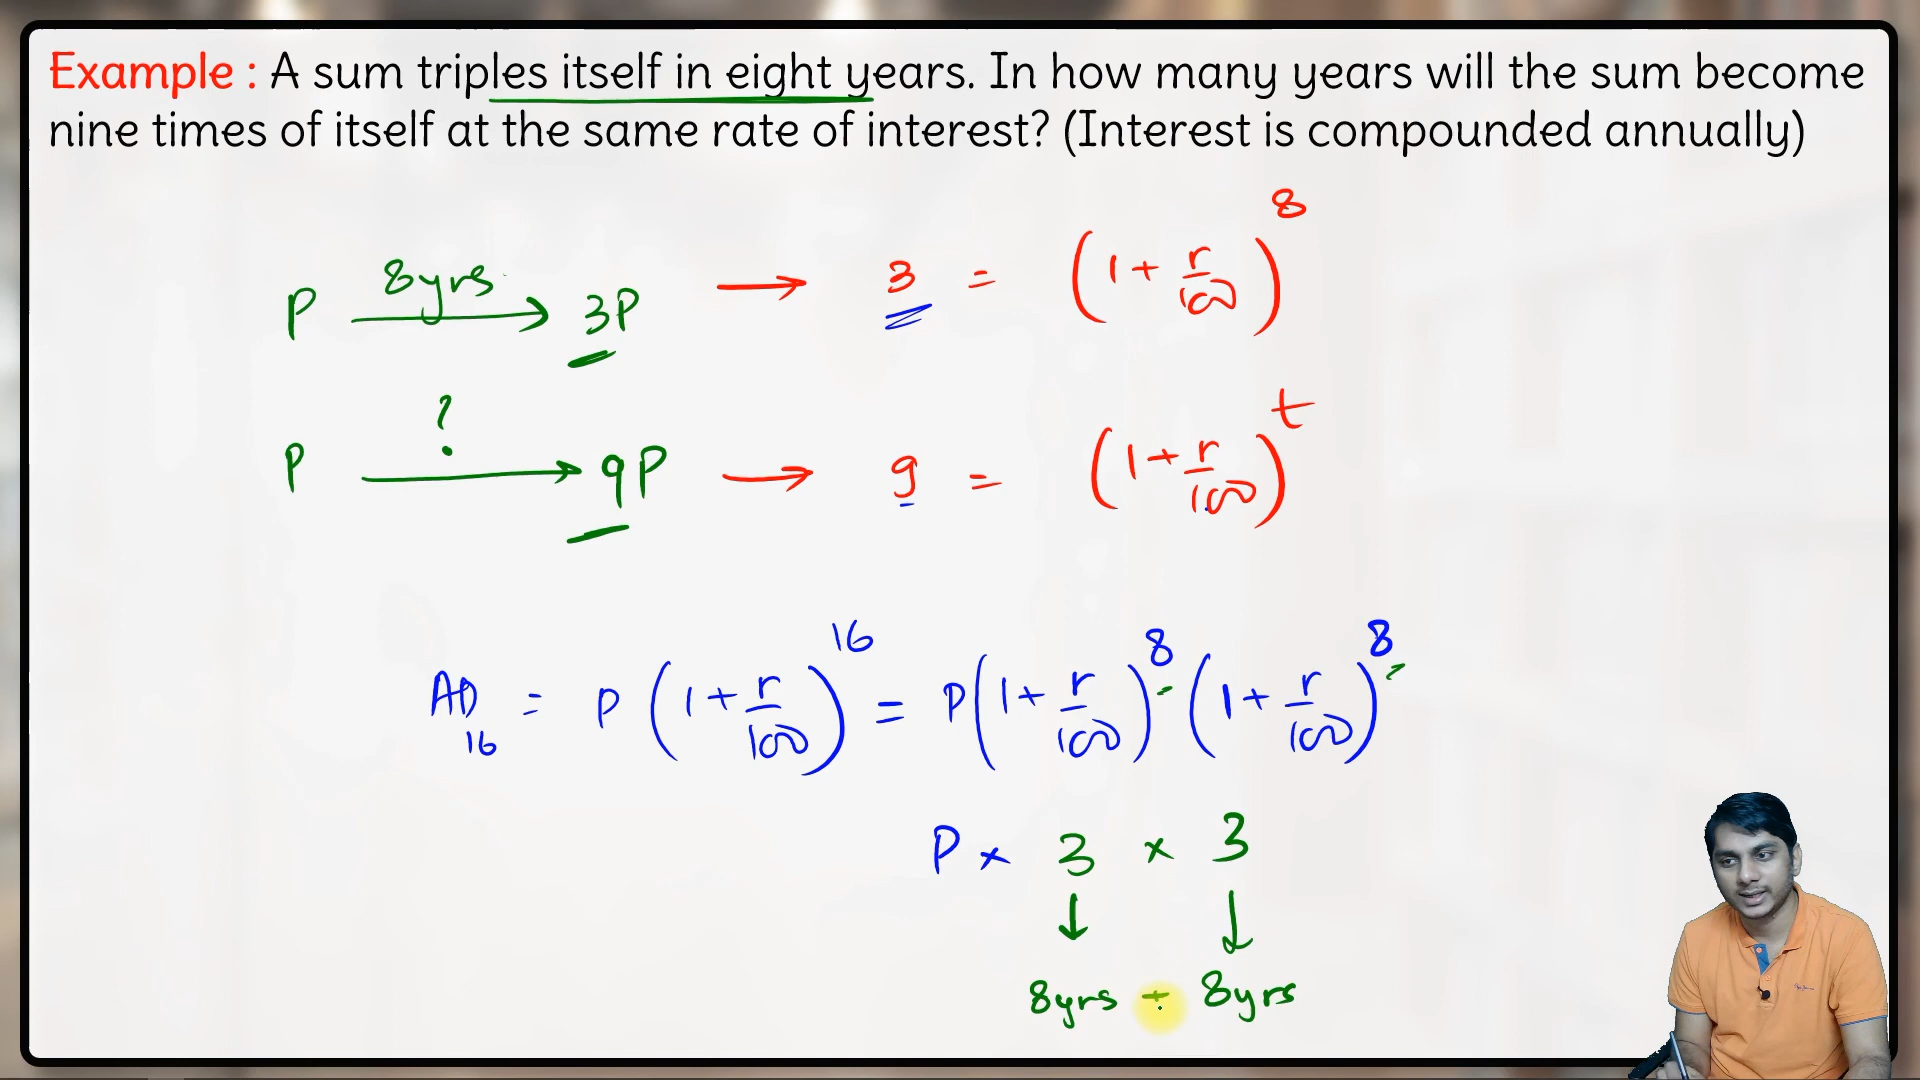 Example : A sum triples itself in eight years. In how many years will the sum become
nine times of itself at the same rate of interest? (Interest is compounded annually)
P 8yrs → 3P → 3 = (1 + r/100)^8
P ? → 9P → 9 = (1 + r/100)^t
16 = P (1 + r/100)^16 = P(1 + r/100)^8 (1 + r/100)^8
P × 3 × 3
↓ ↓
8yrs + 8yrs